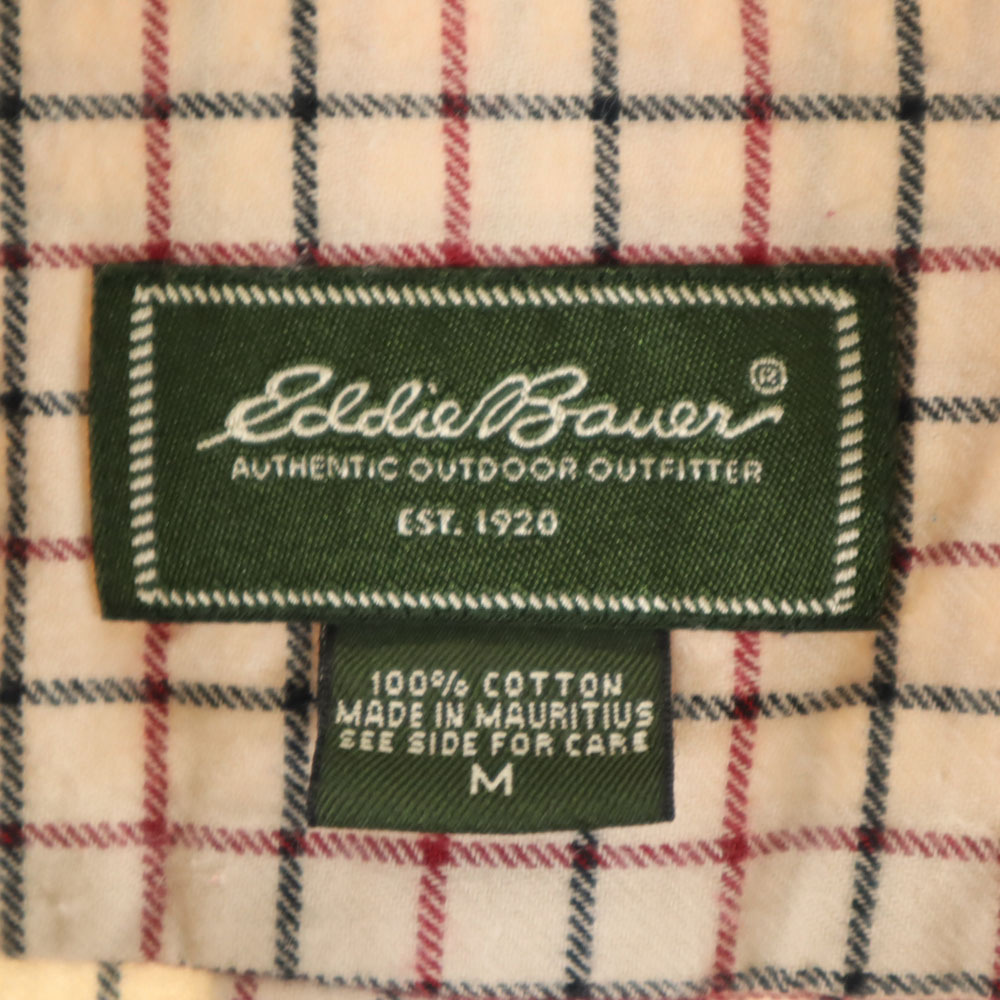 Eddie Bauer®
AUTHENTIC OUTDOOR OUTFITTER
EST. 1920
100% COTTON
MADE IN MAURITIUS
SEE SIDE FOR CARE
M